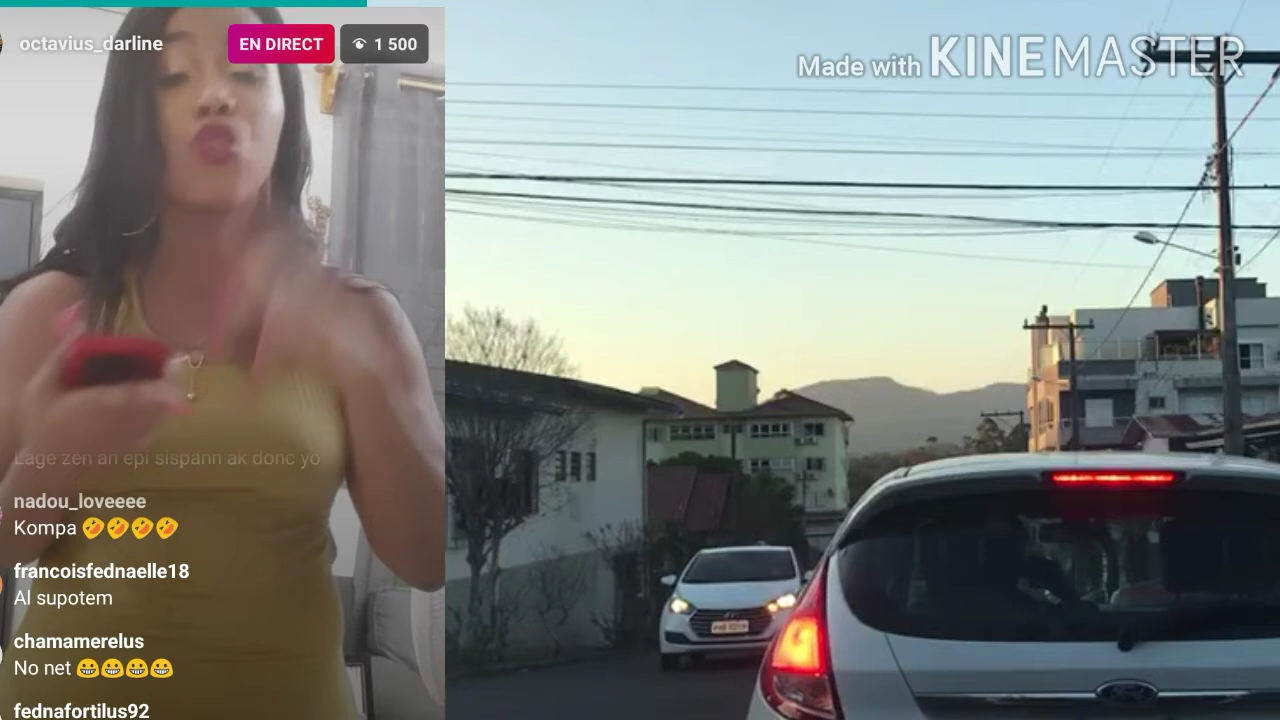 octavius_darline
EN DIRECT
1 500
Made with KINEMASTER
Lage zen an epi sispann ak donc yo
nadou_loveeee
Kompa 🤣🤣🤣🤣
francoisfednaelle18
Al supotem
chamamerelus
No net 😂😂😂😂
fednafortilus92
Ford